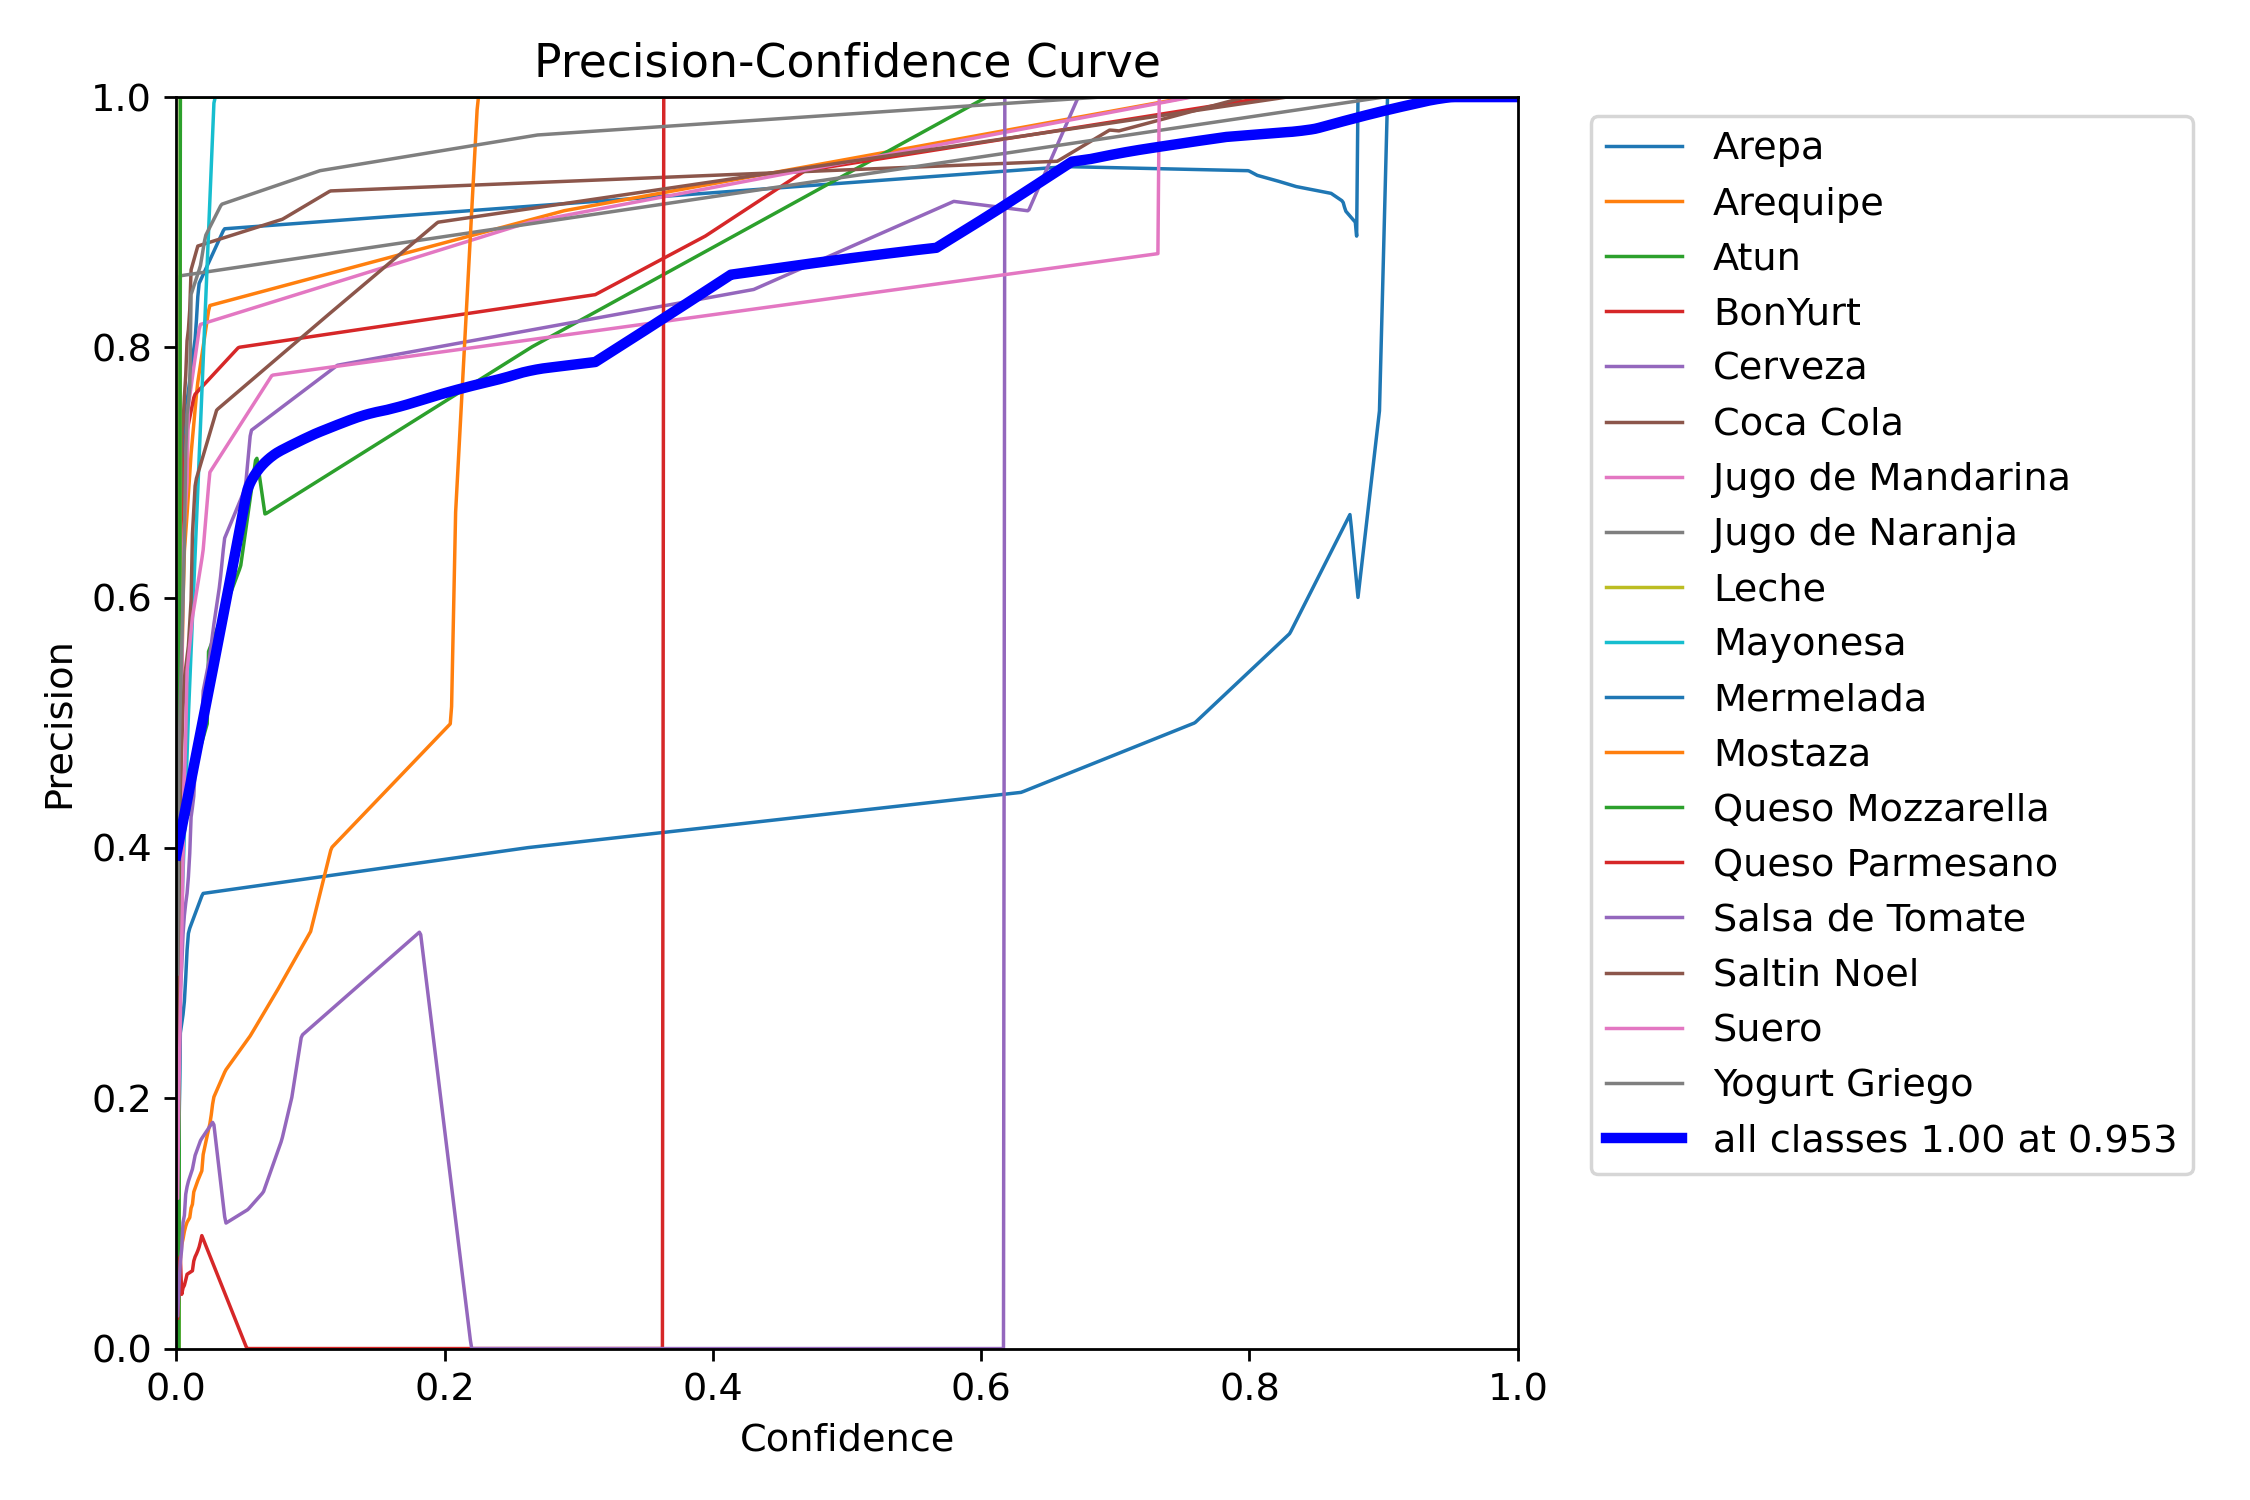 Precision-Confidence Curve
1.0
0.8
0.6
0.4
0.2
0.0
Precision
0.0 0.2 0.4 0.6 0.8 1.0
Confidence
Arepa
Arequipe
Atun
BonYurt
Cerveza
Coca Cola
Jugo de Mandarina
Jugo de Naranja
Leche
Mayonesa
Mermelada
Mostaza
Queso Mozzarella
Queso Parmesano
Salsa de Tomate
Saltin Noel
Suero
Yogurt Griego
all classes 1.00 at 0.953